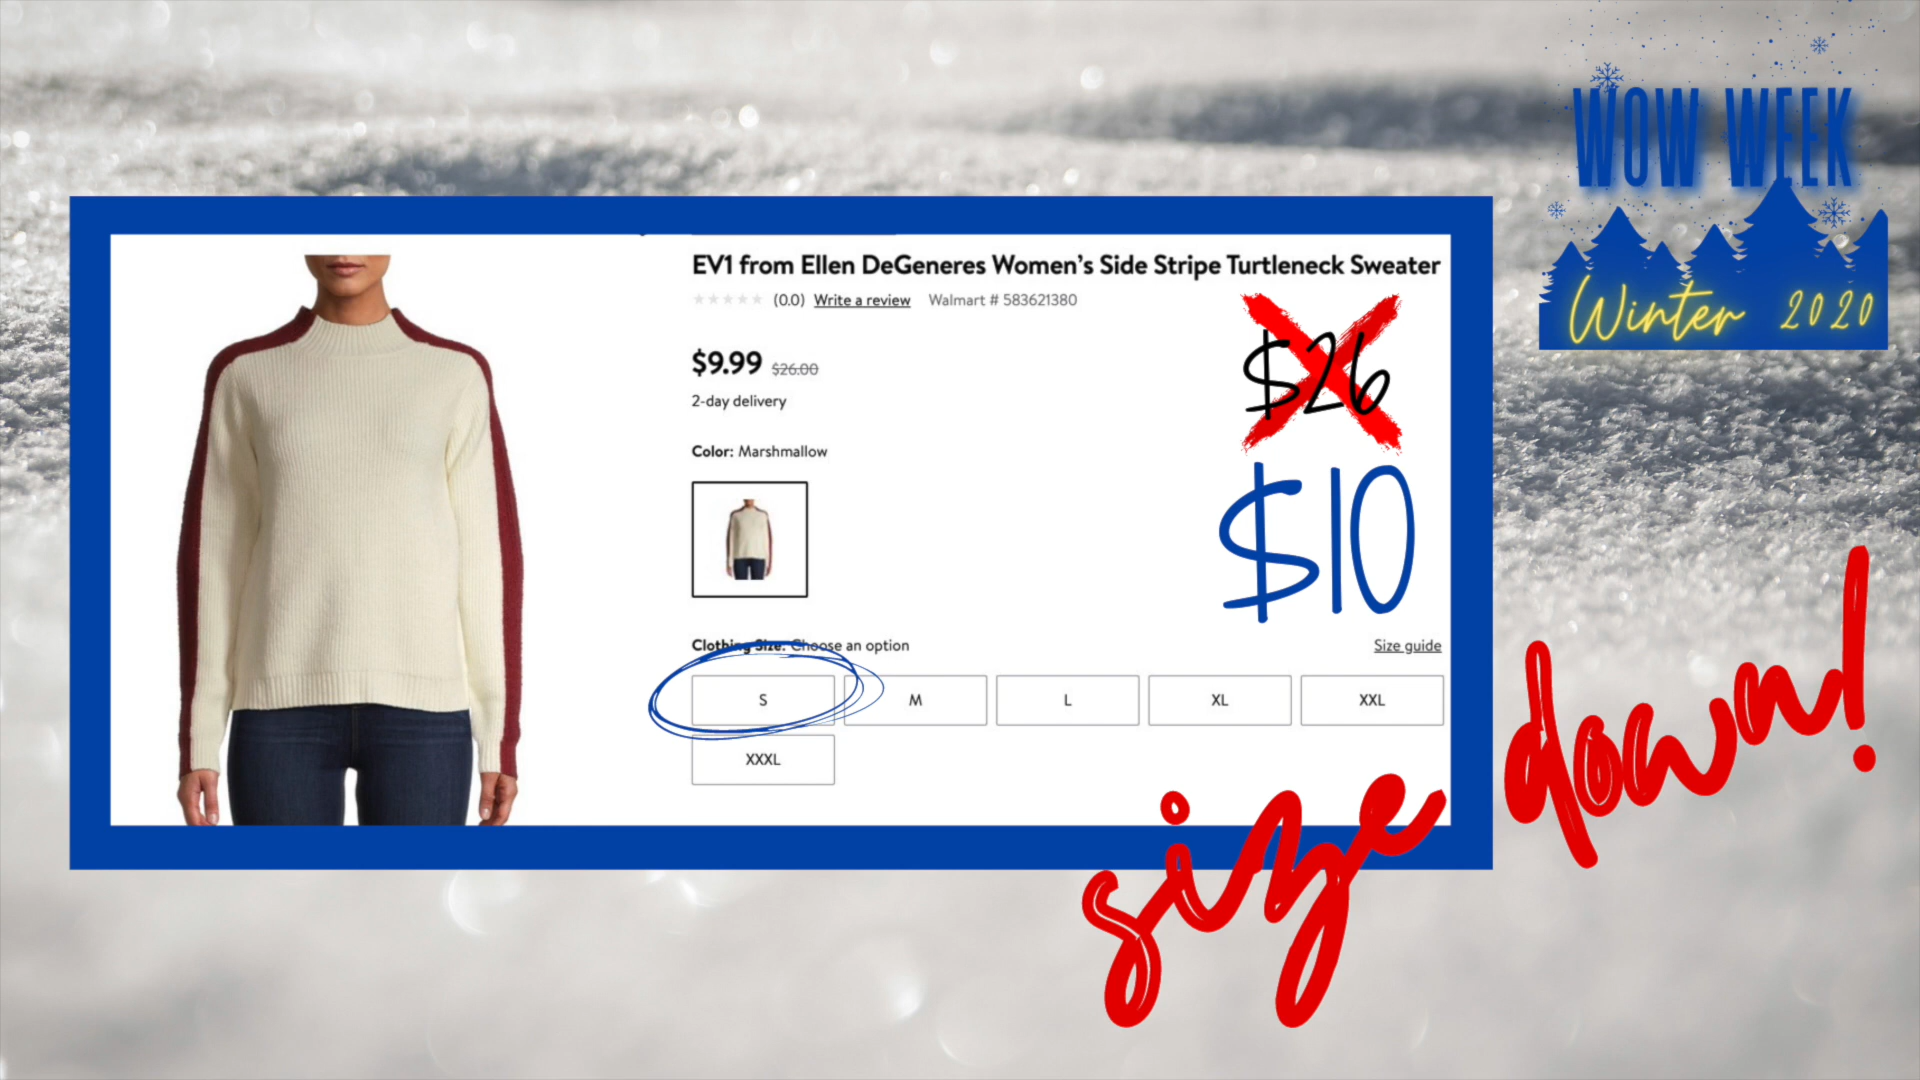 WOW WEEK
Winter 2020
EV1 from Ellen DeGeneres Women's Side Stripe Turtleneck Sweater
(0.0) Write a review Walmart # 583621380
$26
$9.99 $26.00
2-day delivery
Color: Marshmallow
$10
Clothing Size: Choose an option Size guide
S M L XL XXL
XXXL
size down!